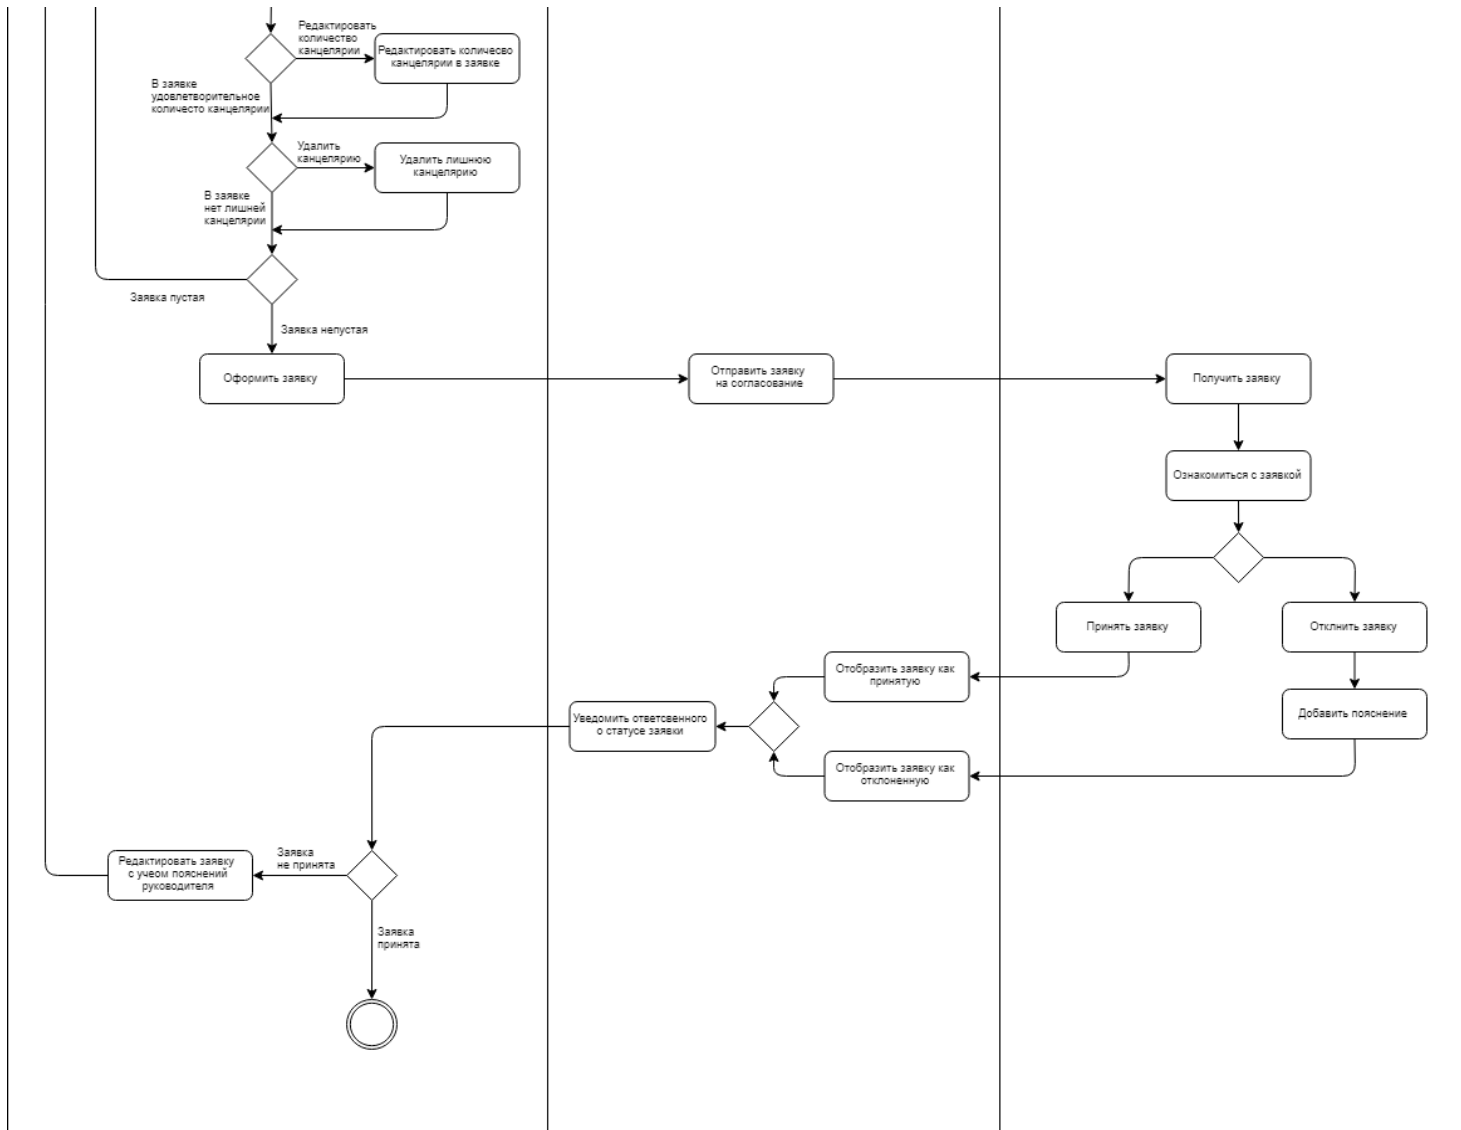 Редактировать
количество
канцелярии
Редактировать количесво
канцелярии в заявке
В заявке
удовлетворительное
количесто канцелярии
Удалить
канцелярию
Удалить лишнюю
канцелярию
В заявке
нет лишней
канцелярии
Заявка пустая
Заявка непустая
Оформить заявку
Отправить заявку
на согласование
Получить заявку
Ознакомиться с заявкой
Принять заявку
Отклнить заявку
Отобразить заявку как
принятую
Добавить пояснение
Уведомить ответсвенного
о статусе заявки
Отобразить заявку как
отклоненную
Заявка
не принята
Редактировать заявку
с учеом пояснений
руководителя
Заявка
принята